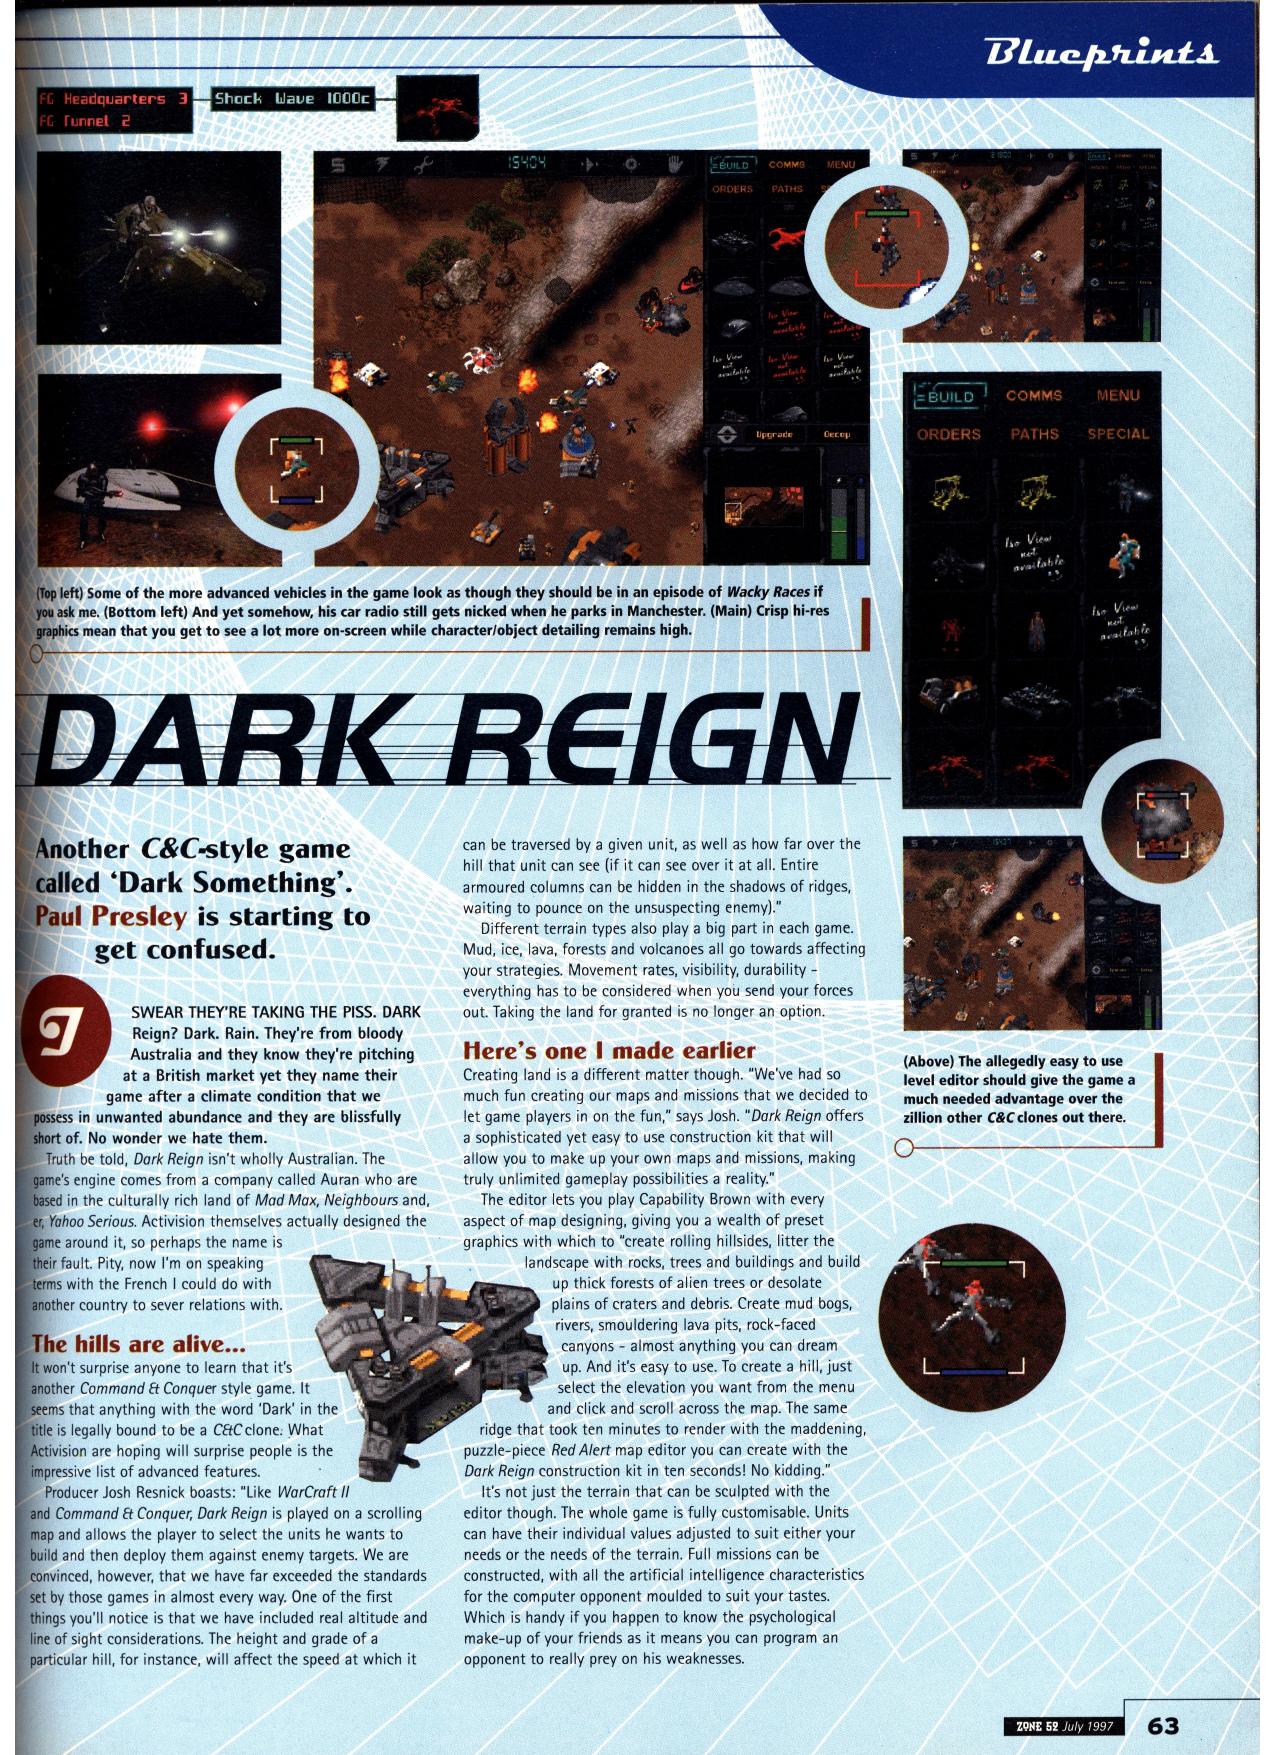 Blueprints
FG Headquarters 3
FG Tunnel 2
Shock Wave 1000c
15404
BUILD
COMMS
MENU
ORDERS
PATHS
Iso View not available
Iso View not available
Iso View not available
Iso View not available
Upgrade
Decoy
BUILD
COMMS
MENU
ORDERS
PATHS
SPECIAL
Iso View
not
available
Iso View
not
available
(Top left) Some of the more advanced vehicles in the game look as though they should be in an episode of Wacky Races if
you ask me. (Bottom left) And yet somehow, his car radio still gets nicked when he parks in Manchester. (Main) Crisp hi-res
graphics mean that you get to see a lot more on-screen while character/object detailing remains high.
DARK REIGN
Another C&C-style game
called ‘Dark Something’.
Paul Presley is starting to
get confused.
I SWEAR THEY'RE TAKING THE PISS. DARK
Reign? Dark. Rain. They're from bloody
Australia and they know they're pitching
at a British market yet they name their
game after a climate condition that we
possess in unwanted abundance and they are blissfully
short of. No wonder we hate them.
Truth be told, Dark Reign isn't wholly Australian. The
game's engine comes from a company called Auran who are
based in the culturally rich land of Mad Max, Neighbours and,
er, Yahoo Serious. Activision themselves actually designed the
game around it, so perhaps the name is
their fault. Pity, now I'm on speaking
terms with the French I could do with
another country to sever relations with.
The hills are alive...
It won't surprise anyone to learn that it's
another Command & Conquer style game. It
seems that anything with the word 'Dark' in the
title is legally bound to be a C&C clone. What
Activision are hoping will surprise people is the
impressive list of advanced features.
Producer Josh Resnick boasts: "Like WarCraft II
and Command & Conquer, Dark Reign is played on a scrolling
map and allows the player to select the units he wants to
build and then deploy them against enemy targets. We are
convinced, however, that we have far exceeded the standards
set by those games in almost every way. One of the first
things you'll notice is that we have included real altitude and
line of sight considerations. The height and grade of a
particular hill, for instance, will affect the speed at which it
can be traversed by a given unit, as well as how far over the
hill that unit can see (if it can see over it at all. Entire
armoured columns can be hidden in the shadows of ridges,
waiting to pounce on the unsuspecting enemy)."
Different terrain types also play a big part in each game.
Mud, ice, lava, forests and volcanoes all go towards affecting
your strategies. Movement rates, visibility, durability –
everything has to be considered when you send your forces
out. Taking the land for granted is no longer an option.
Here's one I made earlier
Creating land is a different matter though. "We've had so
much fun creating our maps and missions that we decided to
let game players in on the fun," says Josh. "Dark Reign offers
a sophisticated yet easy to use construction kit that will
allow you to make up your own maps and missions, making
truly unlimited gameplay possibilities a reality."
The editor lets you play Capability Brown with every
aspect of map designing, giving you a wealth of preset
graphics with which to "create rolling hillsides, litter the
landscape with rocks, trees and buildings and build
up thick forests of alien trees or desolate
plains of craters and debris. Create mud bogs,
rivers, smouldering lava pits, rock-faced
canyons – almost anything you can dream
up. And it's easy to use. To create a hill, just
select the elevation you want from the menu
and click and scroll across the map. The same
ridge that took ten minutes to render with the maddening,
puzzle-piece Red Alert map editor you can create with the
Dark Reign construction kit in ten seconds! No kidding."
It's not just the terrain that can be sculpted with the
editor though. The whole game is fully customisable. Units
can have their individual values adjusted to suit either your
needs or the needs of the terrain. Full missions can be
constructed, with all the artificial intelligence characteristics
for the computer opponent moulded to suit your tastes.
Which is handy if you happen to know the psychological
make-up of your friends as it means you can program an
opponent to really prey on his weaknesses.
(Above) The allegedly easy to use
level editor should give the game a
much needed advantage over the
zillion other C&C clones out there.
ZONE 52 July 1997
63